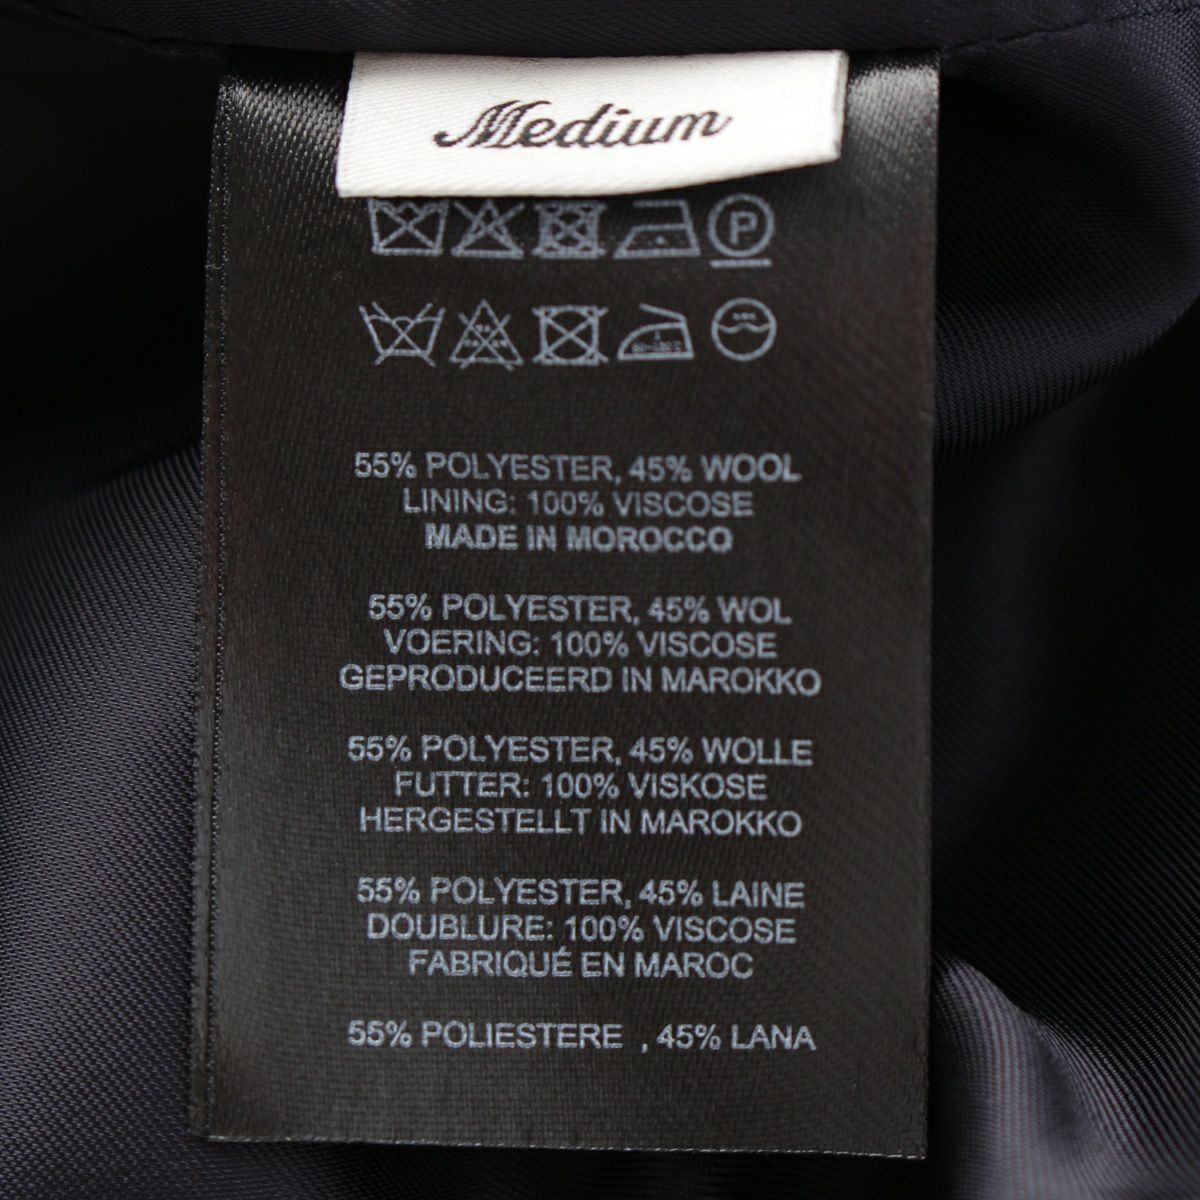 Medium
P
55% POLYESTER, 45% WOOL
LINING: 100% VISCOSE
MADE IN MOROCCO
55% POLYESTER, 45% WOL
VOERING: 100% VISCOSE
GEPRODUCEERD IN MAROKKO
55% POLYESTER, 45% WOLLE
FUTTER: 100% VISKOSE
HERGESTELLT IN MAROKKO
55% POLYESTER, 45% LAINE
DOUBLURE: 100% VISCOSE
FABRIQUÉ EN MAROC
55% POLIESTERE , 45% LANA